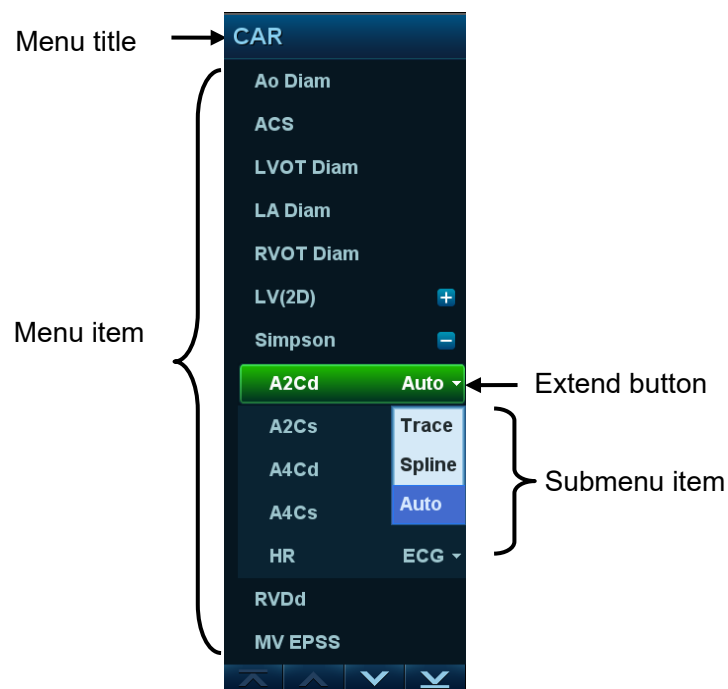 Menu title
CAR
Ao Diam
ACS
LVOT Diam
LA Diam
RVOT Diam
LV(2D)
Menu item
Simpson
A2Cd Auto
Extend button
A2Cs
Trace
A4Cd
Spline
Submenu item
A4Cs
Auto
HR ECG
RVDd
MV EPSS